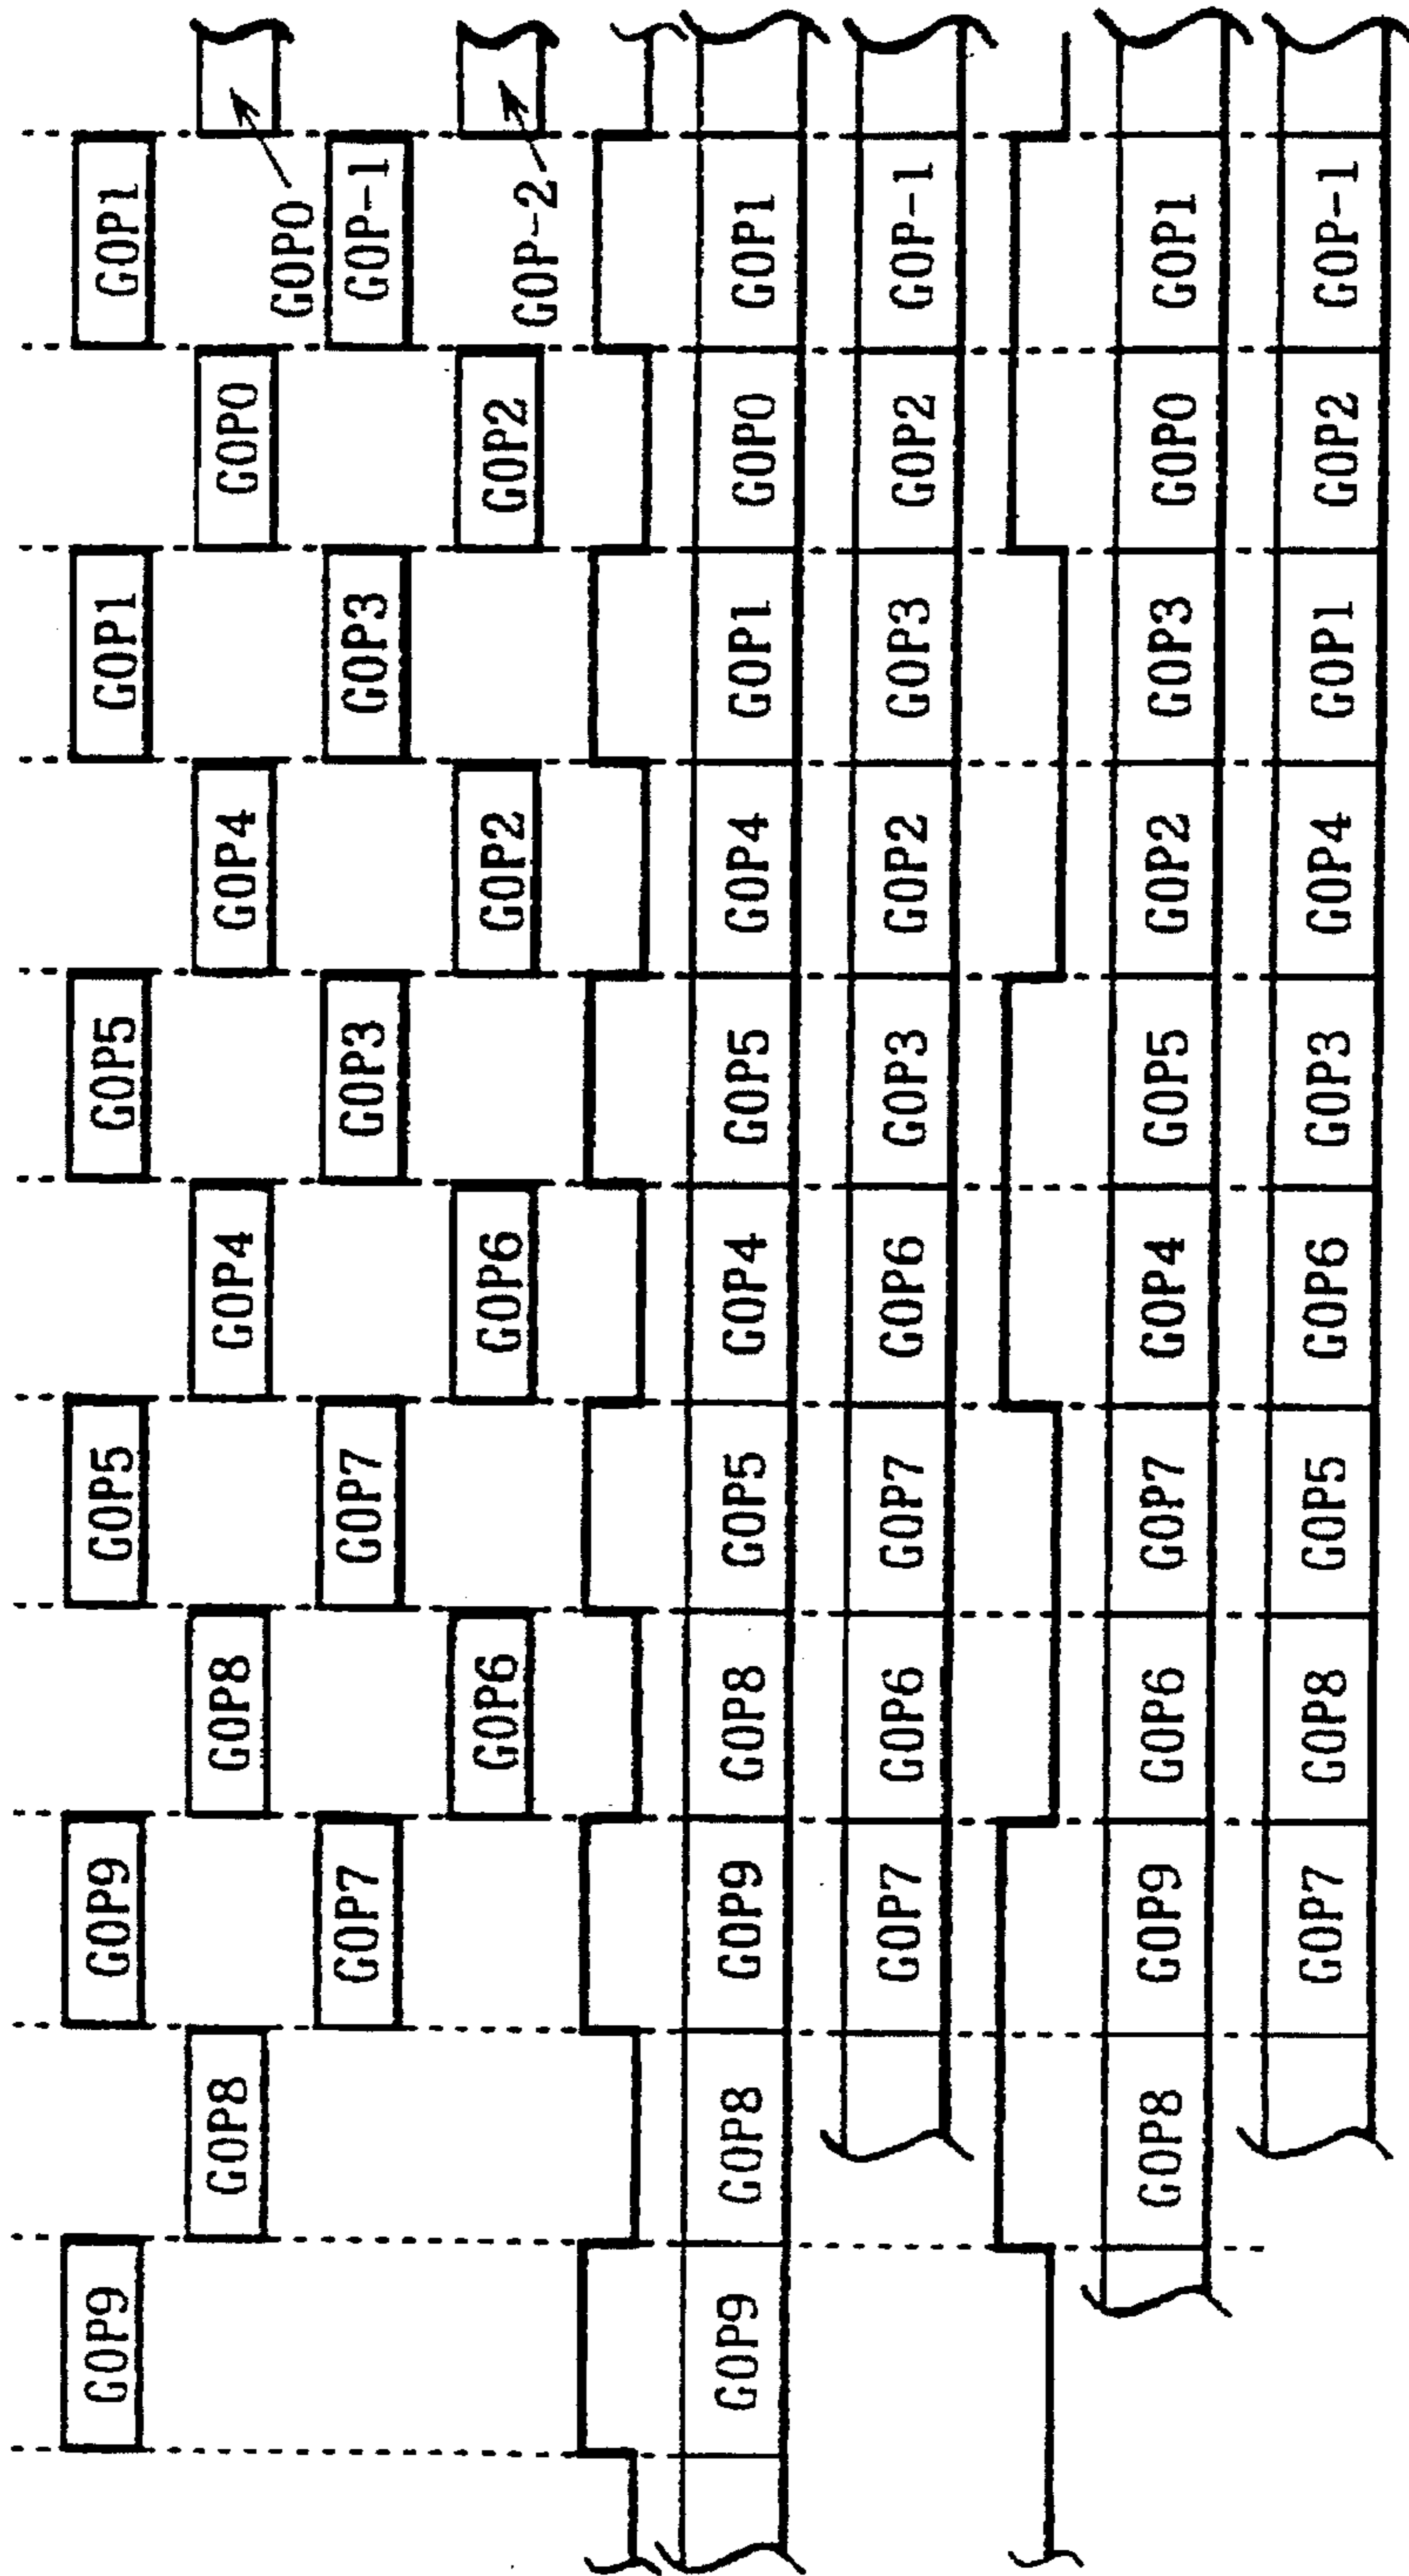 GOP9 GOP9 GOP5 GOP5 GOP1 GOP1
GOP8 GOP8 GOP4 GOP4 GOP0
GOP0
GOP7 GOP7 GOP3 GOP3 GOP-1
GOP6 GOP6 GOP2 GOP2
GOP-2
GOP9 GOP8 GOP9 GOP8 GOP5 GOP4 GOP5 GOP4 GOP1 GOP0 GOP1
GOP7 GOP6 GOP7 GOP6 GOP3 GOP2 GOP3 GOP2 GOP-1
GOP8 GOP9 GOP6 GOP7 GOP4 GOP5 GOP2 GOP3 GOP0 GOP1
GOP7 GOP8 GOP5 GOP6 GOP3 GOP4 GOP1 GOP2 GOP-1